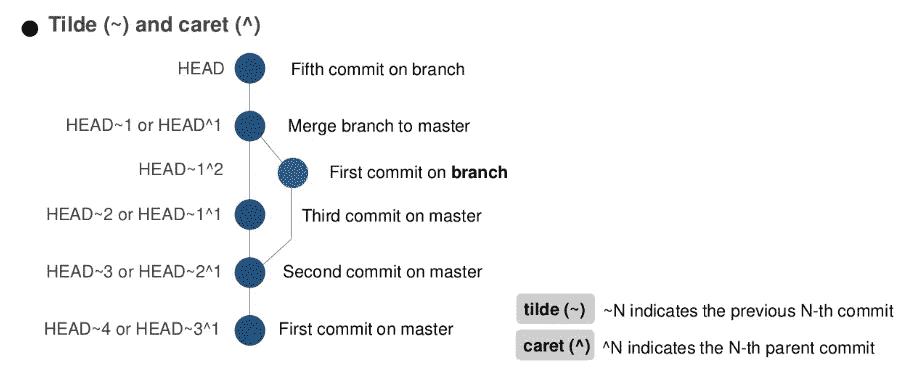 ● Tilde (~) and caret (^)
HEAD Fifth commit on branch
HEAD~1 or HEAD^1 Merge branch to master
HEAD~1^2 First commit on branch
HEAD~2 or HEAD~1^1 Third commit on master
HEAD~3 or HEAD~2^1 Second commit on master
HEAD~4 or HEAD~3^1 First commit on master
tilde (~) ~N indicates the previous N-th commit
caret (^) ^N indicates the N-th parent commit